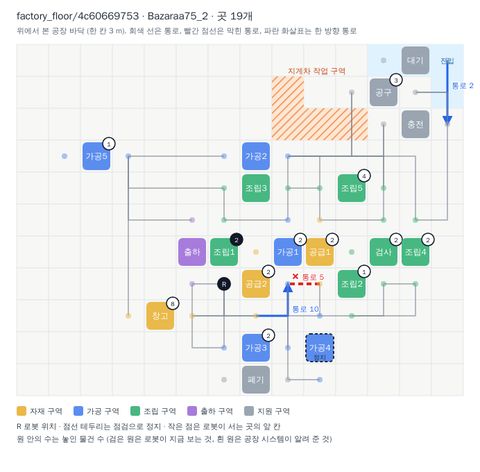 factory_floor/4c60669753 · Bazaraa75_2 · 곳 19개
위에서 본 공장 바닥 (한 칸 3 m). 회색 선은 통로, 빨간 점선은 막힌 통로, 파란 화살표는 한 방향 통로
대기
전입
지게차 작업 구역
공구 3
통로 2
충전
가공5 1
가공2
조립3
조립5 4
출하
조립1 2
가공1 2
공급1 2
검사 2
조립4 2
공급2 2
통로 5
조립2 1
R
창고 8
통로 10
가공3 2
가공4
폐기
자재 구역
가공 구역
조립 구역
출하 구역
지원 구역
R 로봇 위치 · 점선 테두리는 점검으로 정지 · 작은 점은 로봇이 서는 곳의 앞 칸
원 안의 수는 놓인 물건 수 (검은 원은 로봇이 지금 보는 것, 흰 원은 공장 시스템이 알려 준 것)